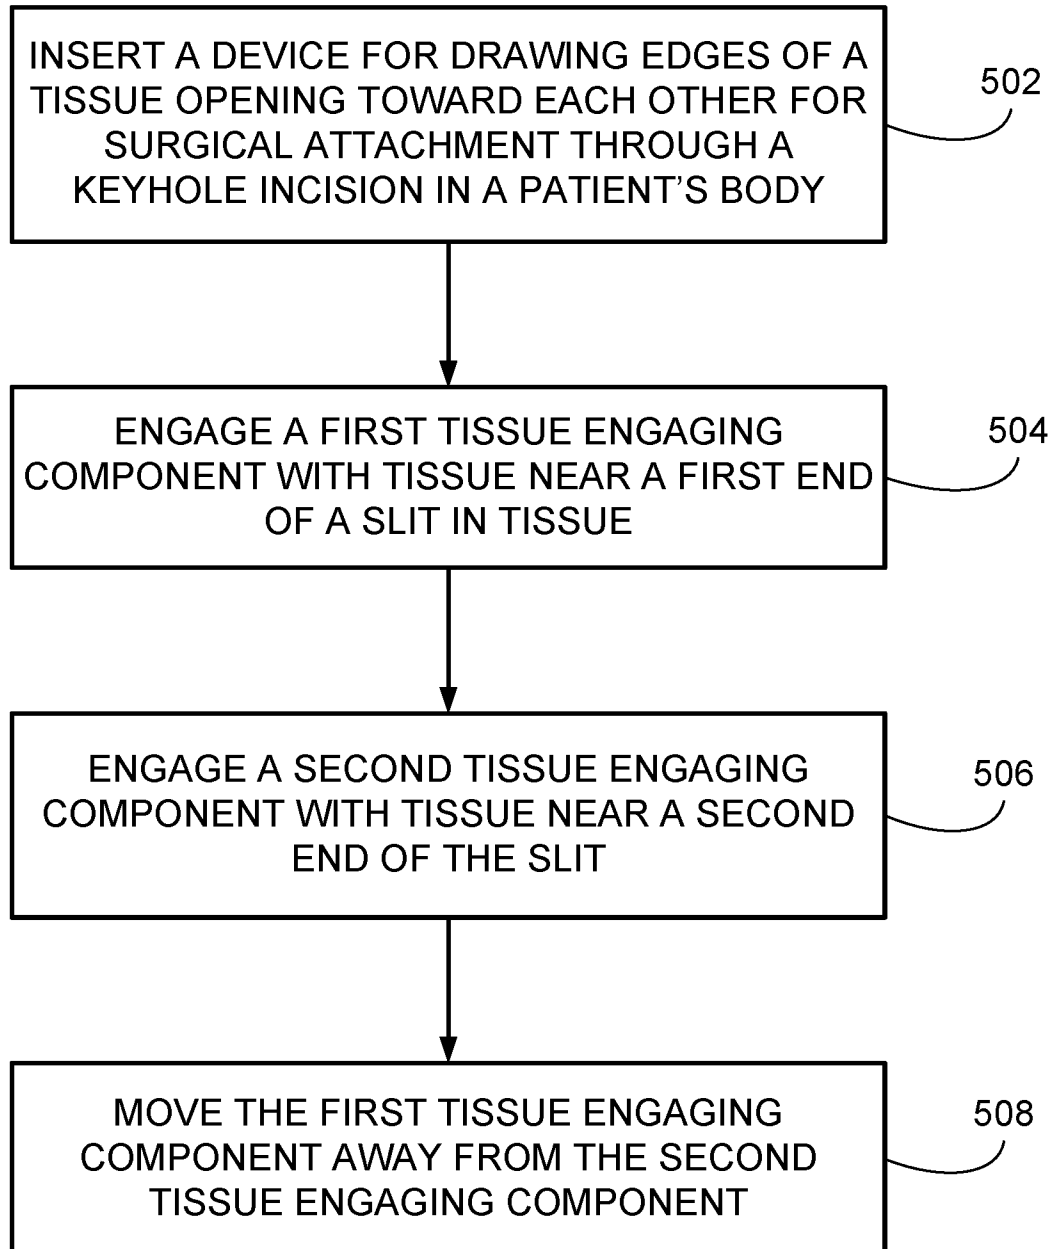 INSERT A DEVICE FOR DRAWING EDGES OF A
TISSUE OPENING TOWARD EACH OTHER FOR
SURGICAL ATTACHMENT THROUGH A
KEYHOLE INCISION IN A PATIENT'S BODY
502
ENGAGE A FIRST TISSUE ENGAGING
COMPONENT WITH TISSUE NEAR A FIRST END
OF A SLIT IN TISSUE
504
ENGAGE A SECOND TISSUE ENGAGING
COMPONENT WITH TISSUE NEAR A SECOND
END OF THE SLIT
506
MOVE THE FIRST TISSUE ENGAGING
COMPONENT AWAY FROM THE SECOND
TISSUE ENGAGING COMPONENT
508